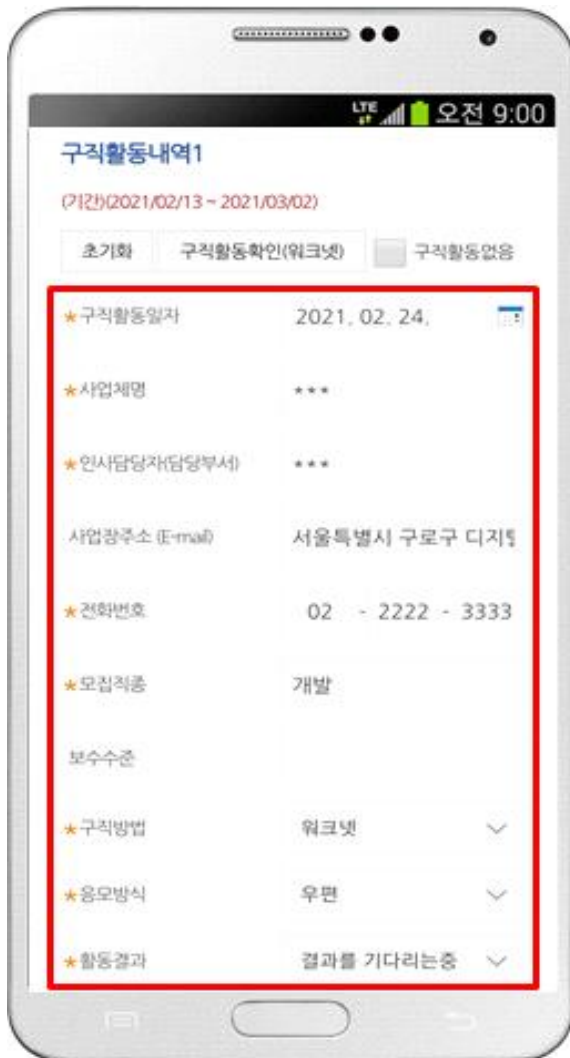 LTE 오전 9:00
구직활동내역1
(기간)(2021/02/13 ~ 2021/03/02)
초기화 구직활동확인(워크넷) 구직활동없음
*구직활동일자 2021. 02. 24.
*사업체명 ***
*인사담당자(담당부서) ***
사업장주소 (E-mail) 서울특별시 구로구 디지털
*전화번호 02 - 2222 - 3333
*모집직종 개발
보수수준
*구직방법 워크넷
*응모방식 우편
*활동결과 결과를 기다리는중